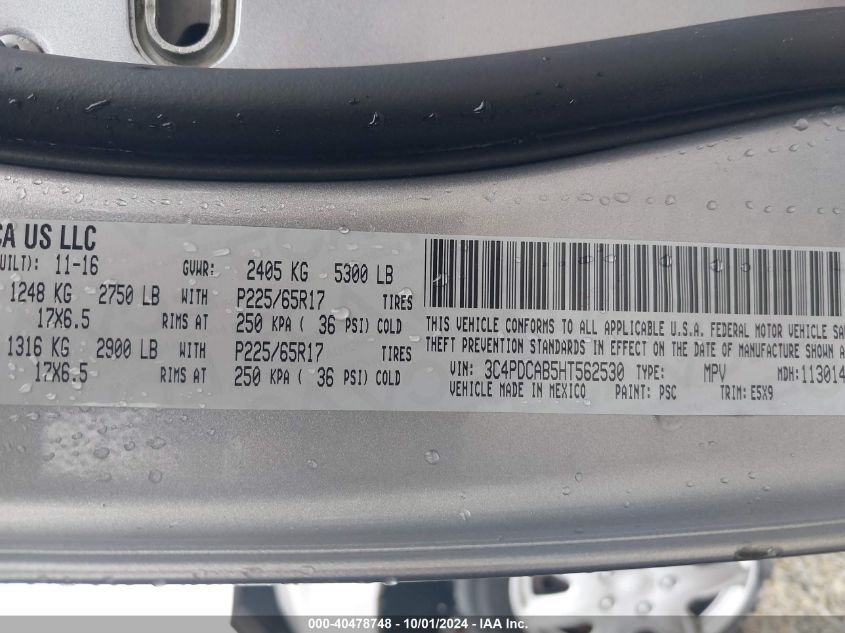 CA US LLC
UILT): 11-16 GVWR: 2405 KG 5300 LB
1248 KG 2750 LB WITH P225/65R17 TIRES
17X6.5 RIMS AT 250 KPA ( 36 PSI) COLD
1316 KG 2900 LB WITH P225/65R17 TIRES
17X6.5 RIMS AT 250 KPA ( 36 PSI) COLD
THIS VEHICLE CONFORMS TO ALL APPLICABLE U.S.A. FEDERAL MOTOR VEHICLE SA
THEFT PREVENTION STANDARDS IN EFFECT ON THE DATE OF MANUFACTURE SHOWN A
VIN: 3C4PDCAB5HT562530 TYPE: MPV MDH: 113014
VEHICLE MADE IN MEXICO PAINT: PSC TRIM: E5X9
000-40478748 - 10/01/2024 - IAA Inc.